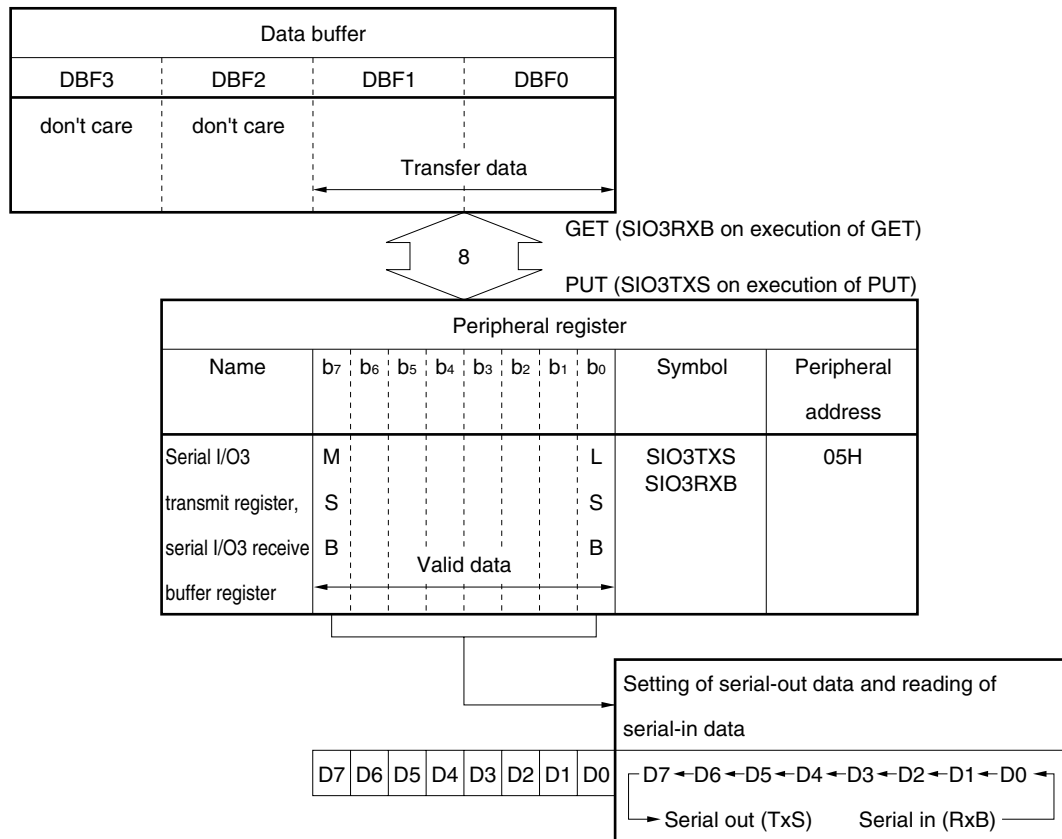 Data buffer
DBF3 DBF2 DBF1 DBF0
don't care don't care
Transfer data
GET (SIO3RXB on execution of GET)
8
PUT (SIO3TXS on execution of PUT)
Peripheral register
Name b7 b6 b5 b4 b3 b2 b1 b0 Symbol Peripheral
address
Serial I/O3 M L SIO3TXS 05H
SIO3RXB
transmit register, S S
serial I/O3 receive B B
Valid data
buffer register
Setting of serial-out data and reading of
serial-in data
D7 D6 D5 D4 D3 D2 D1 D0 D7 D6 D5 D4 D3 D2 D1 D0
Serial out (TxS) Serial in (RxB)